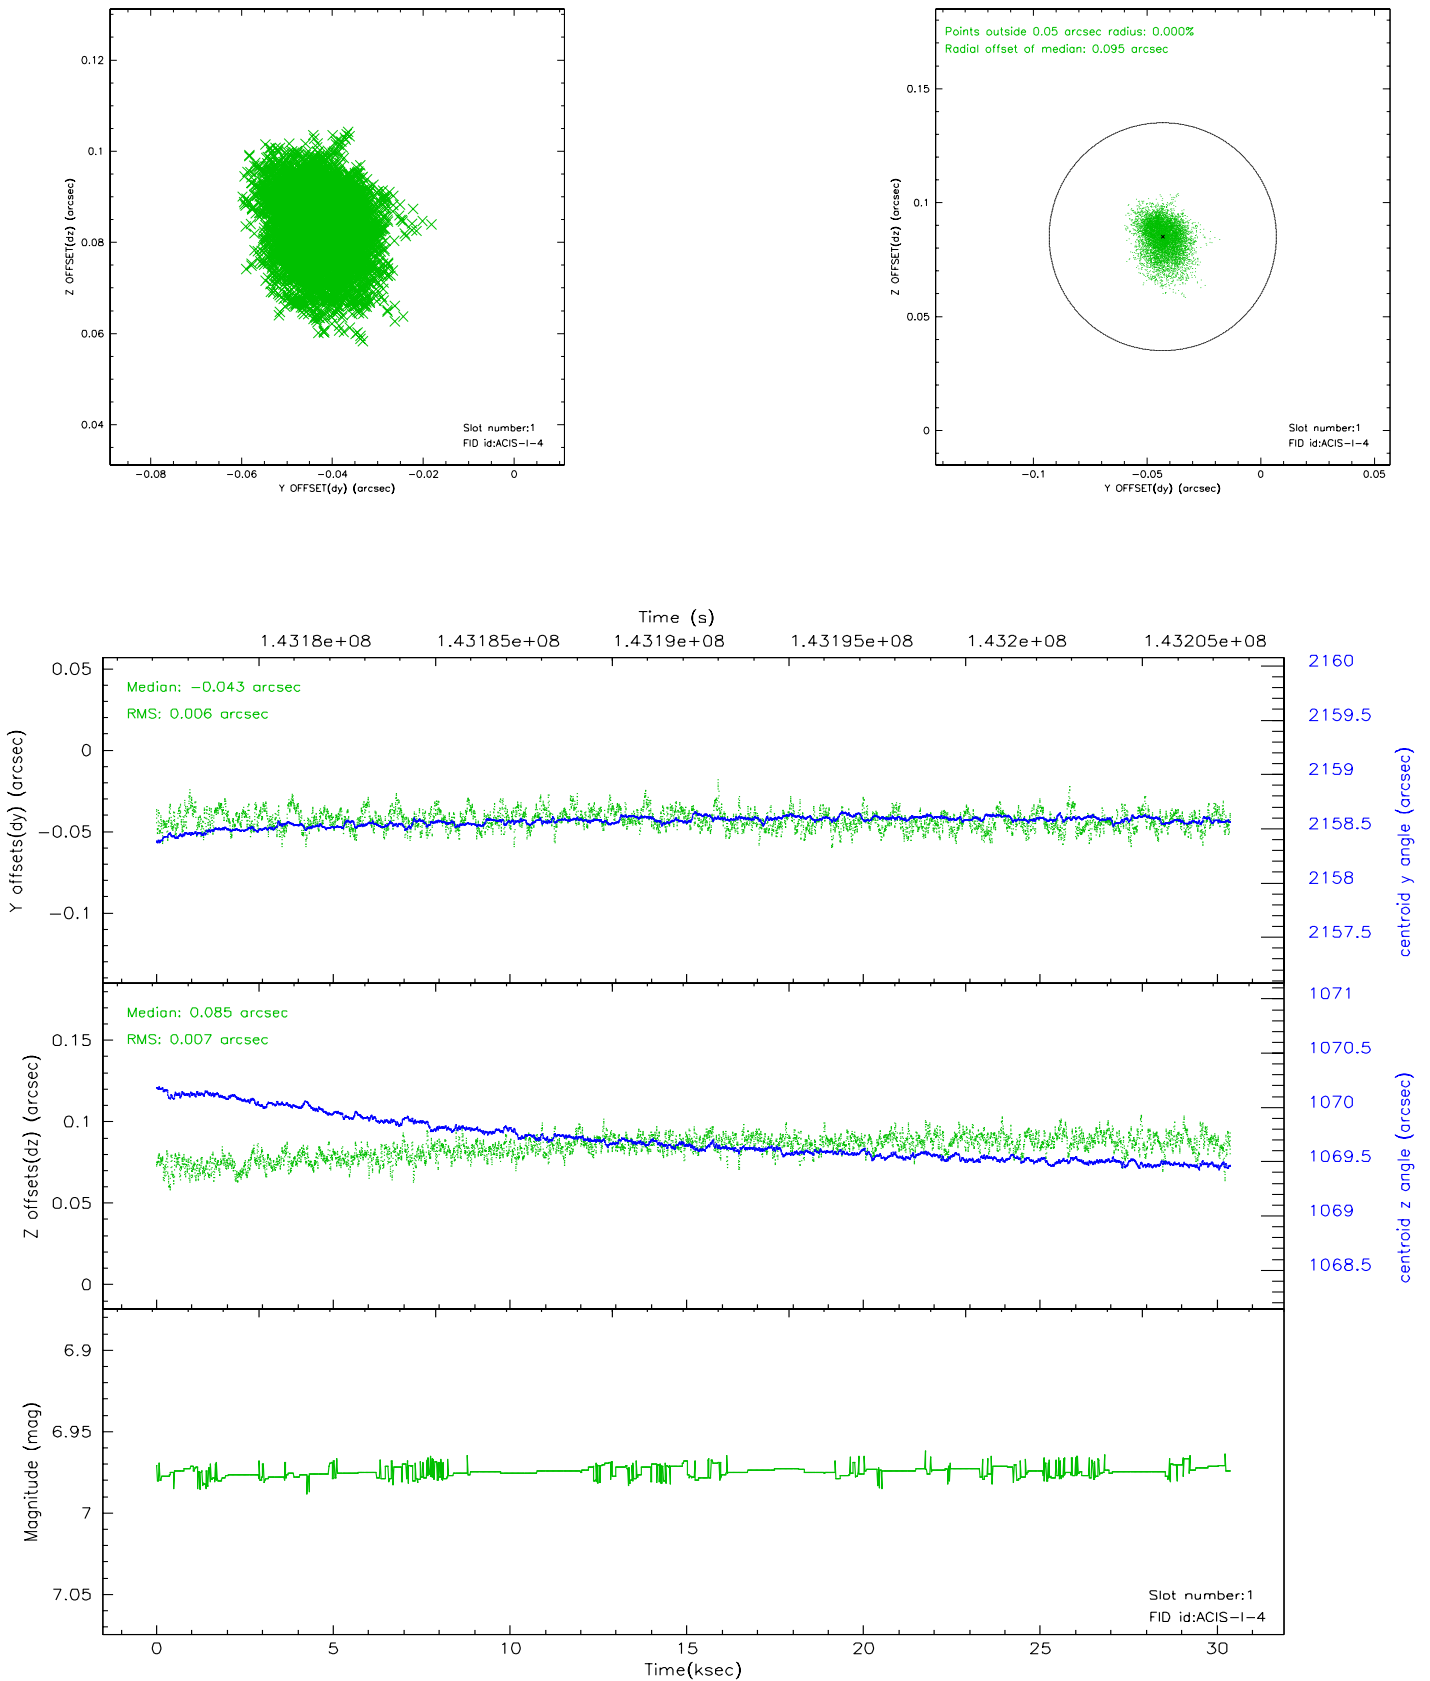 0.12
0.1
0.08
0.06
0.04
Z OFFSET(dz) (arcsec)
Slot number:1
FID id:ACIS-I-4
-0.08 -0.06 -0.04 -0.02 0
Y OFFSET(dy) (arcsec)
Points outside 0.05 arcsec radius: 0.000%
Radial offset of median: 0.095 arcsec
0.15
0.1
0.05
0
Z OFFSET(dz) (arcsec)
Slot number:1
FID id:ACIS-I-4
-0.1 -0.05 0 0.05
Y OFFSET(dy) (arcsec)
Time (s)
1.4318e+08 1.43185e+08 1.4319e+08 1.43195e+08 1.432e+08 1.43205e+08
Median: -0.043 arcsec
RMS: 0.006 arcsec
0.05
0
-0.05
-0.1
Y offsets(dy) (arcsec)
2160
2159.5
2159
2158.5
2158
2157.5
centroid y angle (arcsec)
Median: 0.085 arcsec
RMS: 0.007 arcsec
0.15
0.1
0.05
0
Z offsets(dz) (arcsec)
1071
1070.5
1070
1069.5
1069
1068.5
centroid z angle (arcsec)
6.9
6.95
7
7.05
Magnitude (mag)
Slot number:1
FID id:ACIS-I-4
0 5 10 15 20 25 30
Time(ksec)